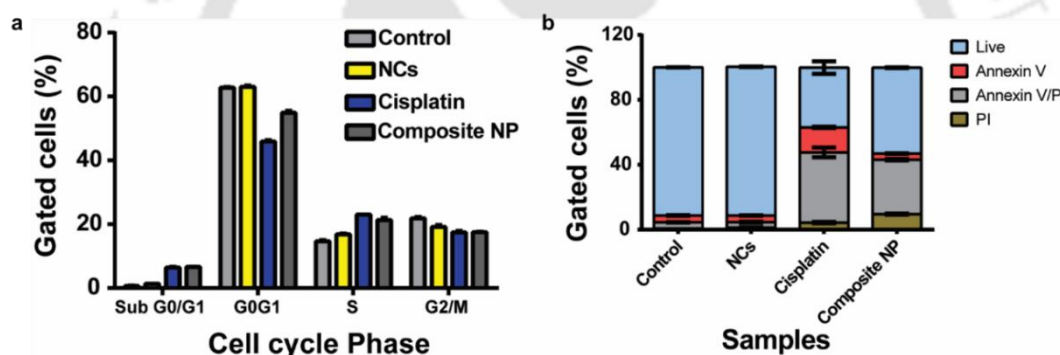 a
80
60
40
20
0
Gated cells (%)
Control
NCs
Cisplatin
Composite NP
Sub G0/G1 G0G1 S G2/M
Cell cycle Phase
b
120
80
40
0
Gated cells (%)
Live
Annexin V
Annexin V/P
PI
Control NCs Cisplatin Composite NP
Samples